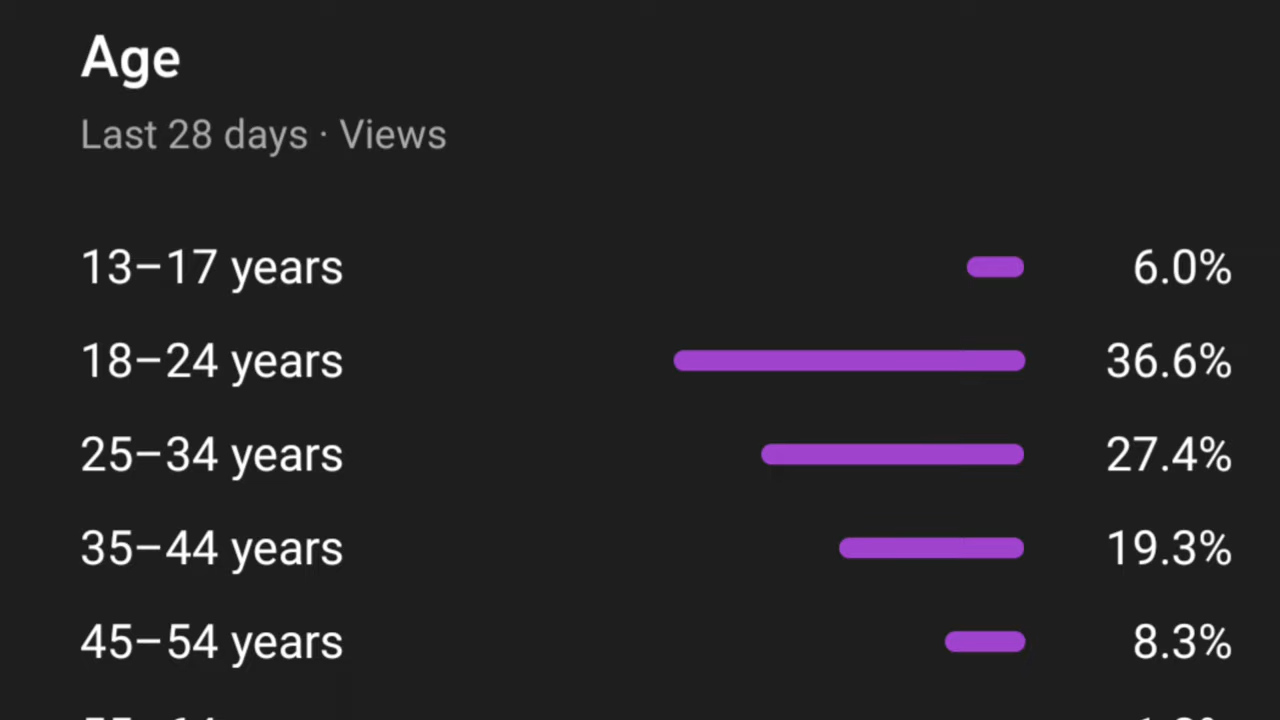 Age
Last 28 days · Views
13–17 years 6.0%
18–24 years 36.6%
25–34 years 27.4%
35–44 years 19.3%
45–54 years 8.3%